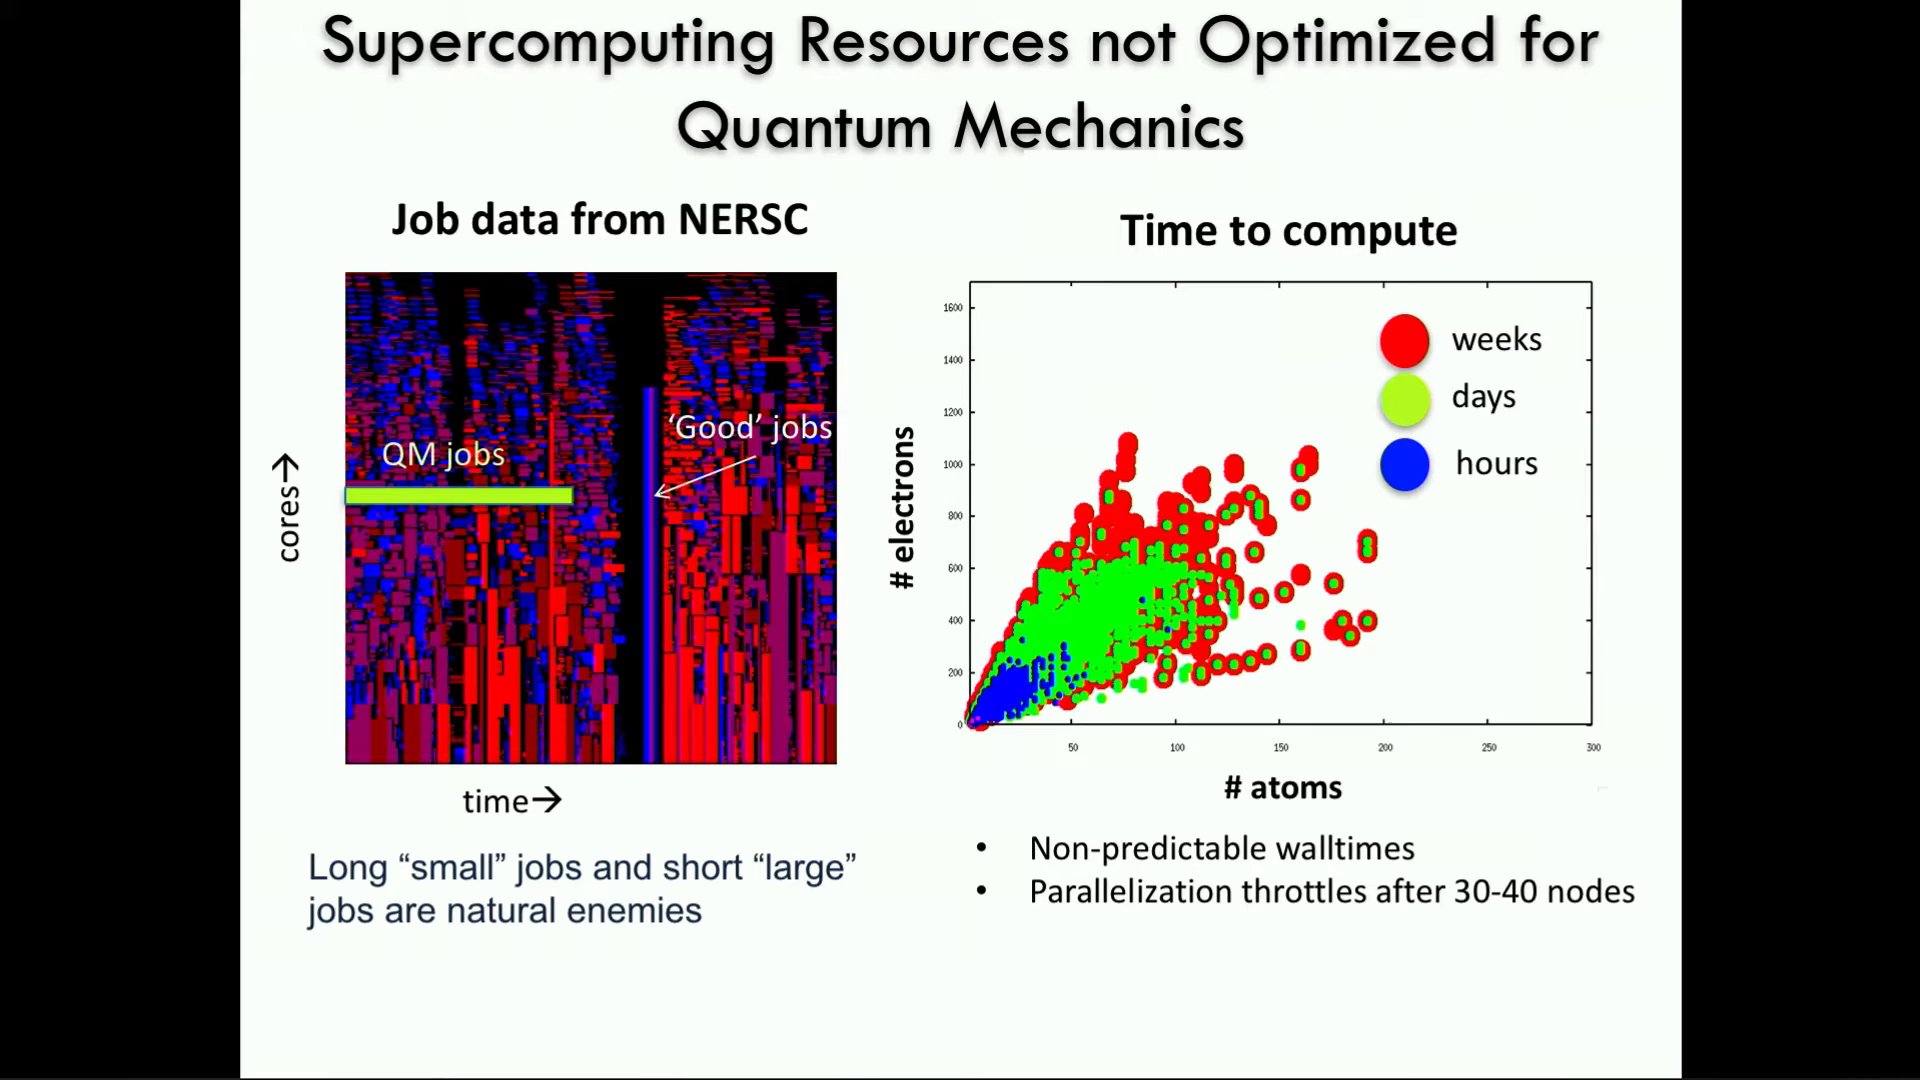 Supercomputing Resources not Optimized for
Quantum Mechanics
Job data from NERSC
QM jobs
‘Good’ jobs
cores→
time→
Long “small” jobs and short “large”
jobs are natural enemies
Time to compute
1600
1400
1200
1000
800
600
400
200
0
50
100
150
200
250
300
weeks
days
hours
# electrons
# atoms
• Non-predictable walltimes
• Parallelization throttles after 30-40 nodes